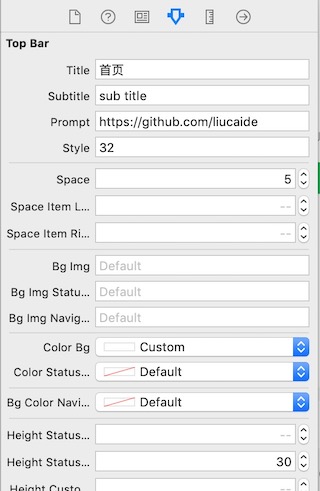 Top Bar
Title 首页
Subtitle sub title
Prompt https://github.com/liucaide
Style 32
Space 5
Space Item L... --
Space Item Ri... --
Bg Img Default
Bg Img Statu... Default
Bg Img Navig... Default
Color Bg Custom
Color Status... Default
Bg Color Navi... Default
Height Status... --
Height Status... 30
Height Custo...